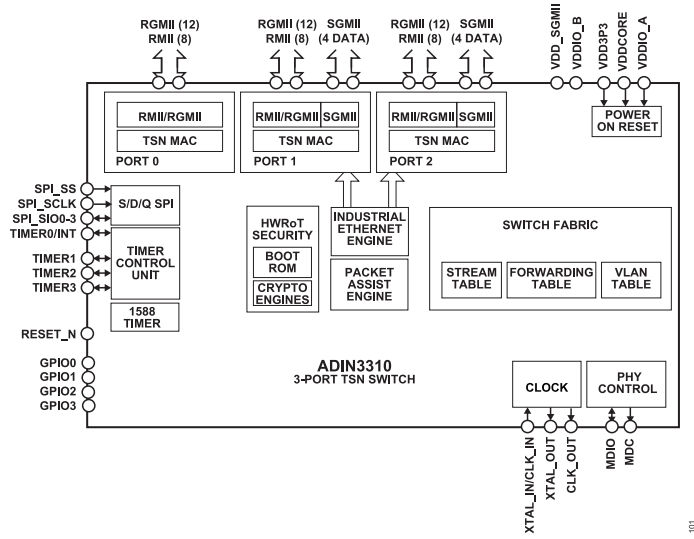 RGMII (12)
RMII (8)
RGMII (12)
RMII (8)
SGMII
(4 DATA)
RGMII (12)
RMII (8)
SGMII
(4 DATA)
VDD_SGMII
VDDIO_B
VDD3P3
VDDCORE
VDDIO_A
RMII/RGMII
TSN MAC
PORT 0
RMII/RGMII
SGMII
TSN MAC
PORT 1
RMII/RGMII
SGMII
TSN MAC
PORT 2
POWER
ON RESET
SPI_SS
SPI_SCLK
SPI_SIO0-3
TIMER0/INT
TIMER1
TIMER2
TIMER3
RESET_N
GPIO0
GPIO1
GPIO2
GPIO3
S/D/Q SPI
TIMER
CONTROL
UNIT
1588
TIMER
HWRoT
SECURITY
BOOT
ROM
CRYPTO
ENGINES
INDUSTRIAL
ETHERNET
ENGINE
PACKET
ASSIST
ENGINE
SWITCH FABRIC
STREAM
TABLE
FORWARDING
TABLE
VLAN
TABLE
ADIN3310
3-PORT TSN SWITCH
CLOCK
PHY
CONTROL
XTAL_IN/CLK_IN
XTAL_OUT
CLK_OUT
MDIO
MDC
101